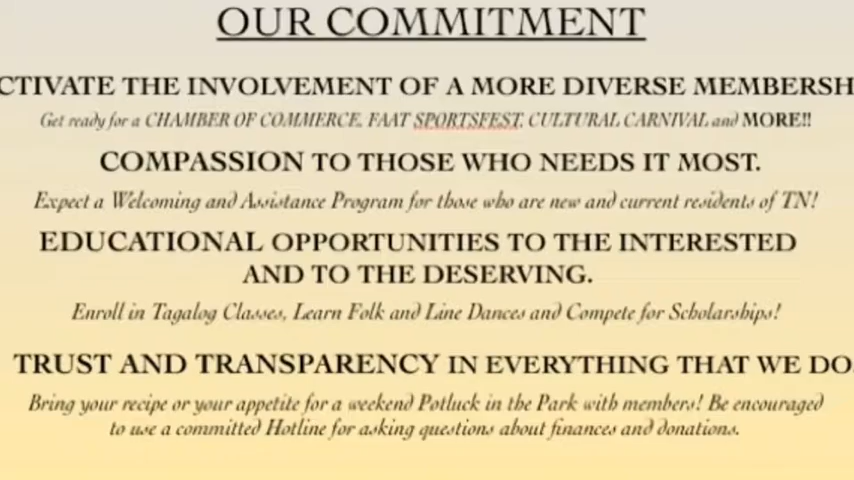 OUR COMMITMENT
CTIVATE THE INVOLVEMENT OF A MORE DIVERSE MEMBERSH
Get ready for a CHAMBER OF COMMERCE, FAAT SPORTSFEST, CULTURAL CARNIVAL and MORE!!
COMPASSION TO THOSE WHO NEEDS IT MOST.
Expect a Welcoming and Assistance Program for those who are new and current residents of TN!
EDUCATIONAL OPPORTUNITIES TO THE INTERESTED
AND TO THE DESERVING.
Enroll in Tagalog Classes, Learn Folk and Line Dances and Compete for Scholarships!
TRUST AND TRANSPARENCY IN EVERYTHING THAT WE DO.
Bring your recipe or your appetite for a weekend Potluck in the Park with members! Be encouraged
to use a committed Hotline for asking questions about finances and donations.